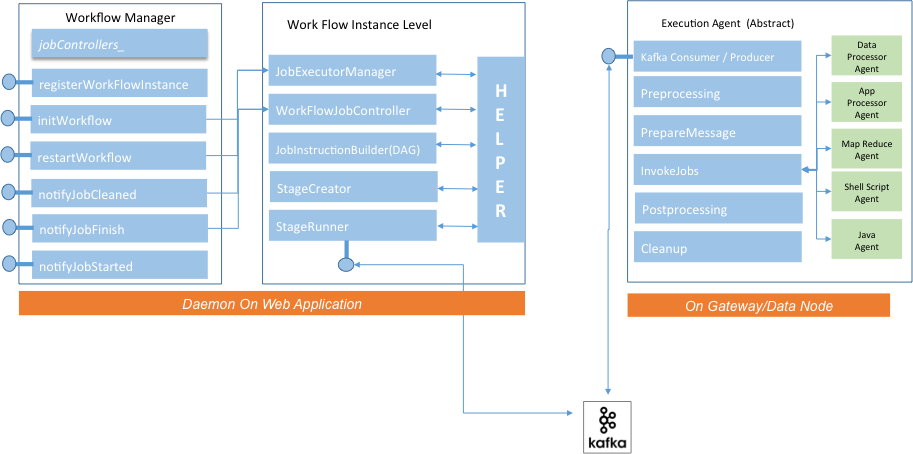 Workflow Manager
jobControllers_
registerWorkFlowInstance
initWorkflow
restartWorkflow
notifyJobCleaned
notifyJobFinish
notifyJobStarted
Work Flow Instance Level
JobExecutorManager
WorkFlowJobController
JobInstructionBuilder(DAG)
StageCreator
StageRunner
H
E
L
P
E
R
Daemon On Web Application
Execution Agent (Abstract)
Kafka Consumer / Producer
Preprocessing
PrepareMessage
InvokeJobs
Postprocessing
Cleanup
Data
Processor
Agent
App
Processor
Agent
Map Reduce
Agent
Shell Script
Agent
Java
Agent
On Gateway/Data Node
kafka